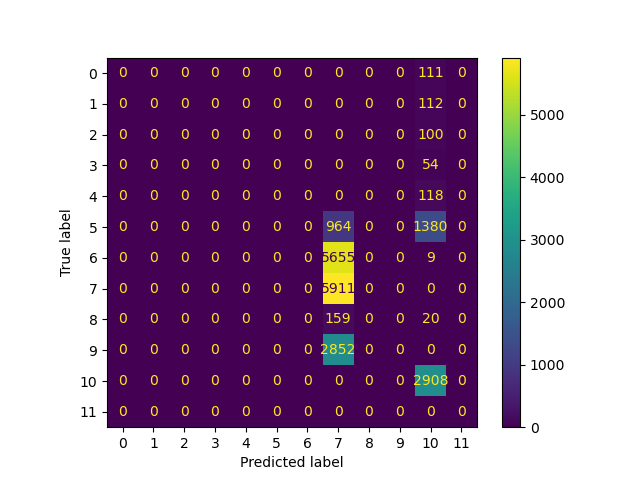 0 0 0 0 0 0 0 0 0 0 0 111 0
1 0 0 0 0 0 0 0 0 0 0 112 0
2 0 0 0 0 0 0 0 0 0 0 100 0
3 0 0 0 0 0 0 0 0 0 0 54 0
4 0 0 0 0 0 0 0 0 0 0 118 0
5 0 0 0 0 0 0 0 964 0 0 1380 0
6 0 0 0 0 0 0 0 5655 0 0 9 0
7 0 0 0 0 0 0 0 5911 0 0 0 0
8 0 0 0 0 0 0 0 159 0 0 20 0
9 0 0 0 0 0 0 0 2852 0 0 0 0
10 0 0 0 0 0 0 0 0 0 0 2908 0
11 0 0 0 0 0 0 0 0 0 0 0 0
0 1 2 3 4 5 6 7 8 9 10 11
Predicted label
True label
5000
4000
3000
2000
1000
0